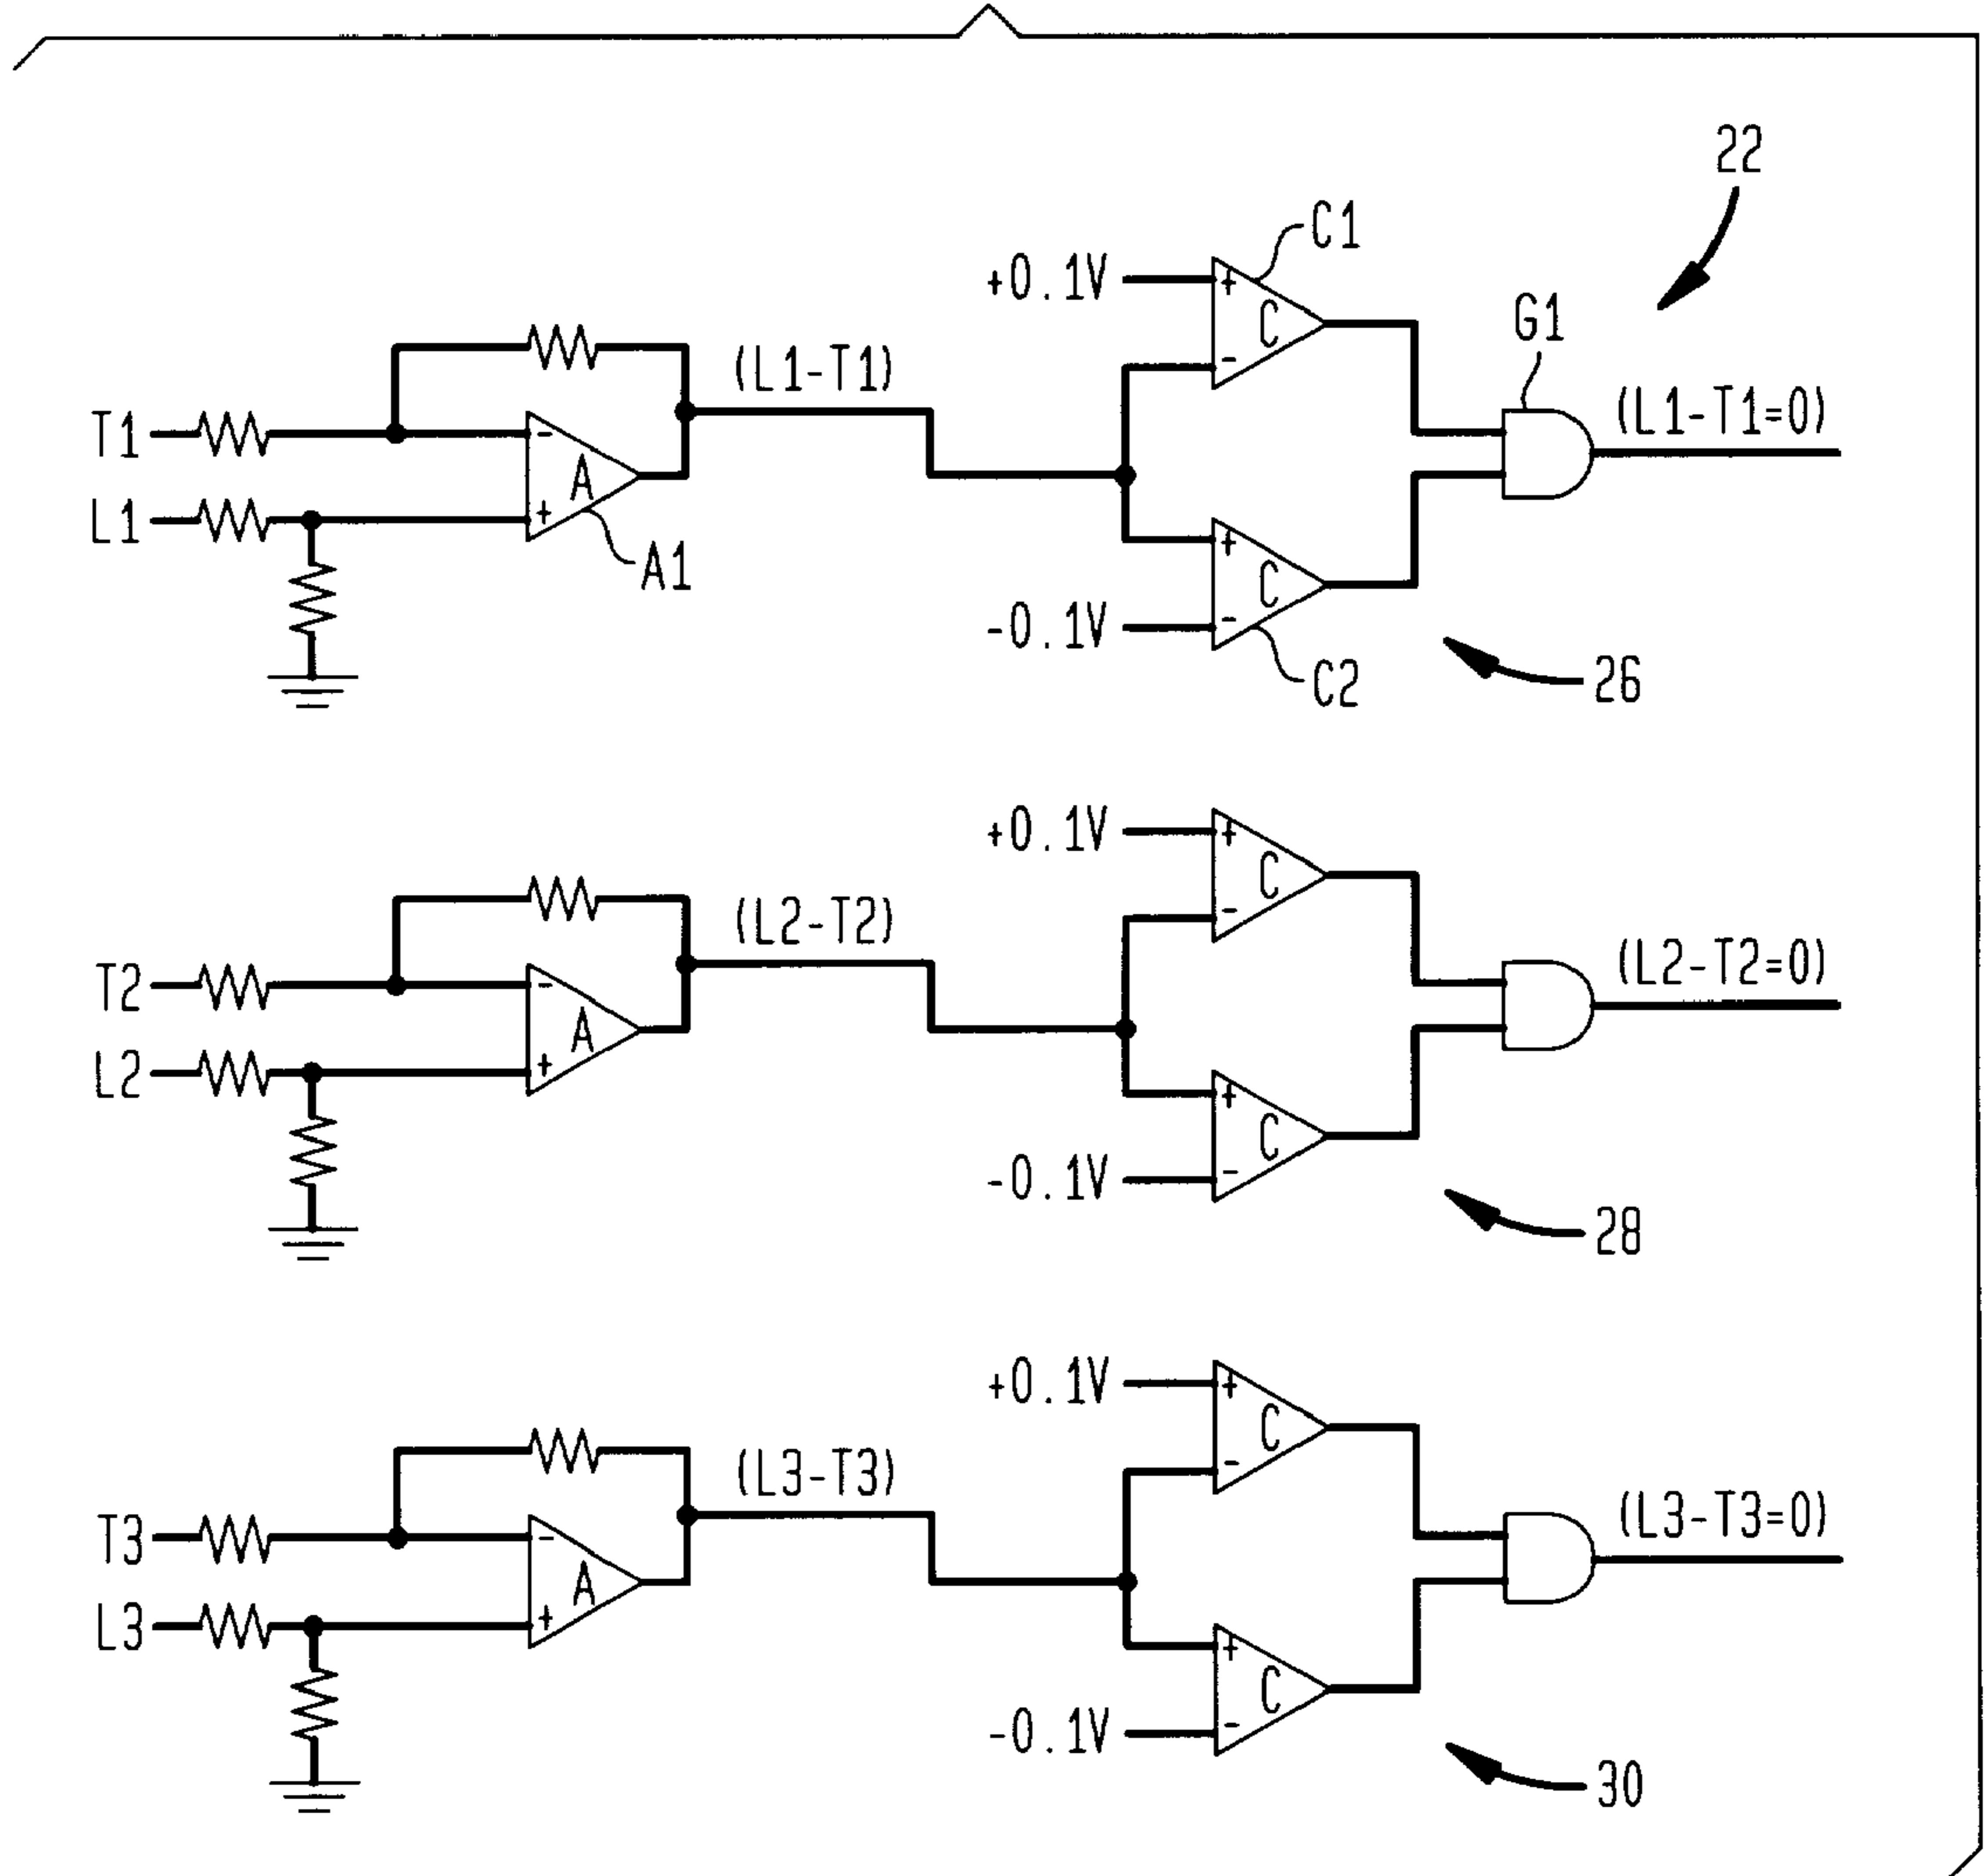 22
C1
+0.1V
+
C
-
G1
(L1-T1)
(L1-T1=0)
T1
-
A
L1
+
A1
+
C
-0.1V
-
C2
26
+0.1V
+
C
-
(L2-T2)
(L2-T2=0)
T2
-
A
L2
+
+
C
-0.1V
-
28
+0.1V
+
C
-
(L3-T3)
(L3-T3=0)
T3
-
A
L3
+
+
C
-0.1V
-
30